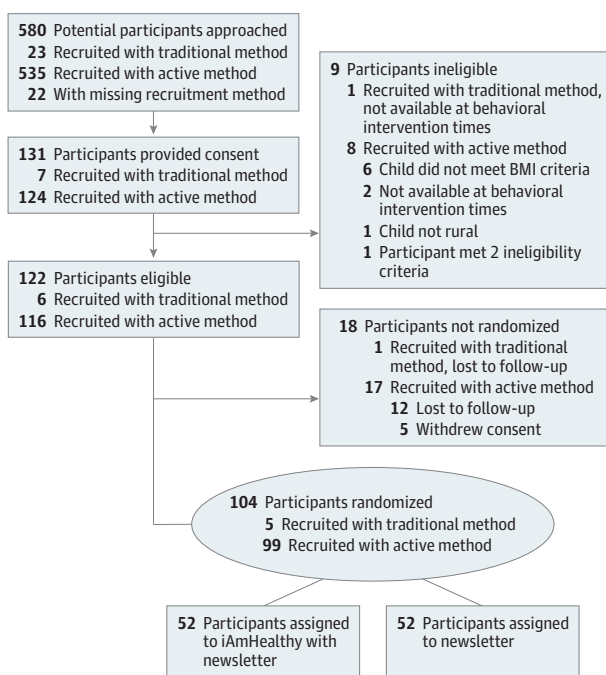 580 Potential participants approached
23 Recruited with traditional method
535 Recruited with active method
22 With missing recruitment method
131 Participants provided consent
7 Recruited with traditional method
124 Recruited with active method
9 Participants ineligible
1 Recruited with traditional method,
not available at behavioral
intervention times
8 Recruited with active method
6 Child did not meet BMI criteria
2 Not available at behavioral
intervention times
1 Child not rural
1 Participant met 2 ineligibility
criteria
122 Participants eligible
6 Recruited with traditional method
116 Recruited with active method
18 Participants not randomized
1 Recruited with traditional
method, lost to follow-up
17 Recruited with active method
12 Lost to follow-up
5 Withdrew consent
104 Participants randomized
5 Recruited with traditional method
99 Recruited with active method
52 Participants assigned
to iAmHealthy with
newsletter
52 Participants assigned
to newsletter